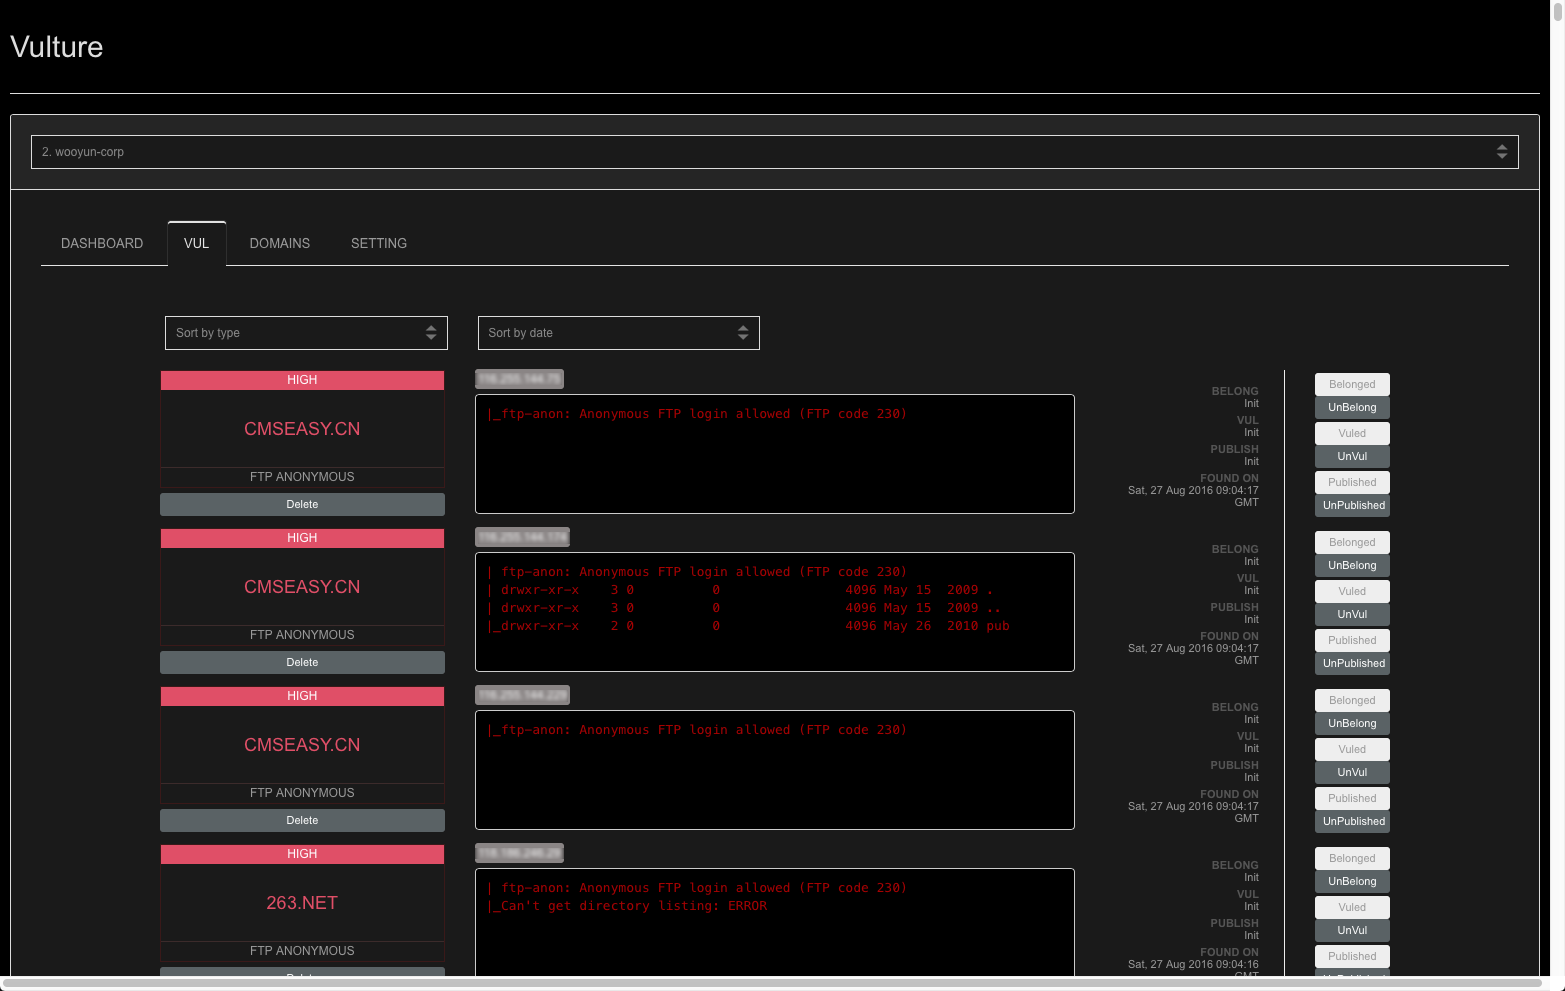 Vulture
2. wooyun-corp
DASHBOARD VUL DOMAINS SETTING
Sort by type Sort by date
HIGH
CMSEASY.CN
FTP ANONYMOUS
Delete
|_ftp-anon: Anonymous FTP login allowed (FTP code 230)
BELONG
Init
VUL
Init
PUBLISH
Init
FOUND ON
Sat, 27 Aug 2016 09:04:17
GMT
Belonged
UnBelong
Vuled
UnVul
Published
UnPublished
HIGH
CMSEASY.CN
FTP ANONYMOUS
Delete
| ftp-anon: Anonymous FTP login allowed (FTP code 230)
| drwxr-xr-x    3 0          0                4096 May 15  2009 .
| drwxr-xr-x    3 0          0                4096 May 15  2009 ..
|_drwxr-xr-x    2 0          0                4096 May 26  2010 pub
BELONG
Init
VUL
Init
PUBLISH
Init
FOUND ON
Sat, 27 Aug 2016 09:04:17
GMT
Belonged
UnBelong
Vuled
UnVul
Published
UnPublished
HIGH
CMSEASY.CN
FTP ANONYMOUS
Delete
|_ftp-anon: Anonymous FTP login allowed (FTP code 230)
BELONG
Init
VUL
Init
PUBLISH
Init
FOUND ON
Sat, 27 Aug 2016 09:04:17
GMT
Belonged
UnBelong
Vuled
UnVul
Published
UnPublished
HIGH
263.NET
FTP ANONYMOUS
| ftp-anon: Anonymous FTP login allowed (FTP code 230)
|_Can't get directory listing: ERROR
BELONG
Init
VUL
Init
PUBLISH
Init
FOUND ON
Sat, 27 Aug 2016 09:04:16
Belonged
UnBelong
Vuled
UnVul
Published